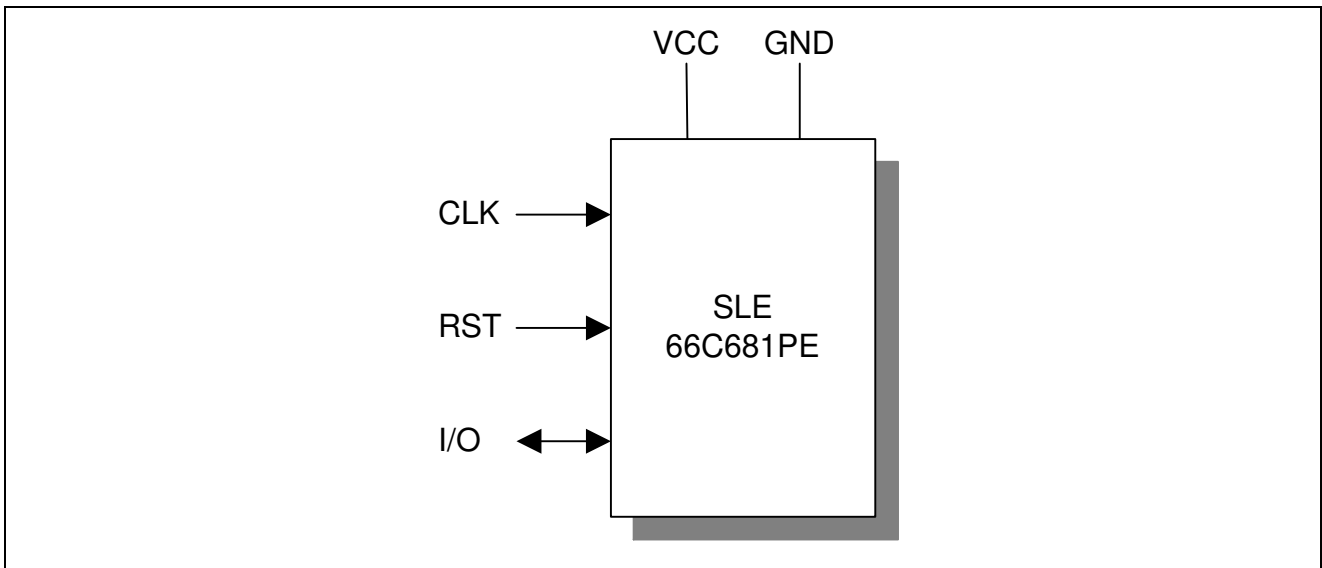 VCC GND
CLK
RST
SLE
66C681PE
I/O